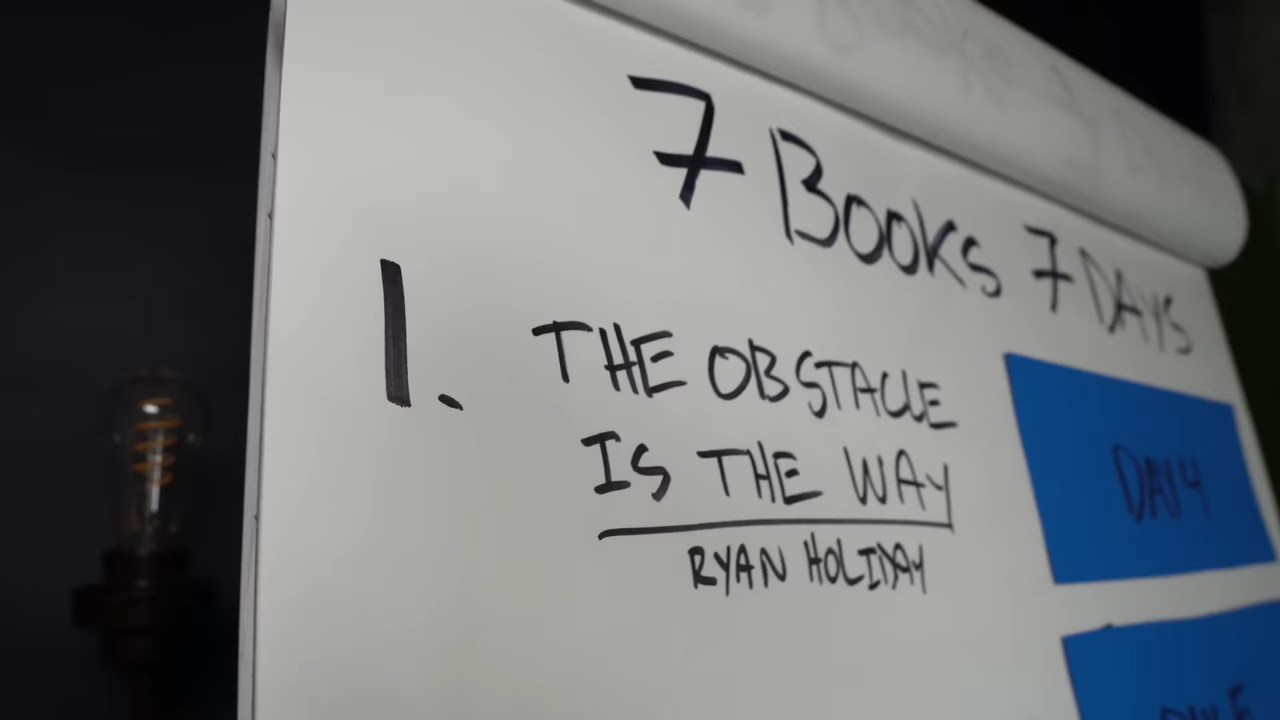 7 BOOKS 7 DAYS
1. THE OBSTACLE
IS THE WAY
RYAN HOLIDAY
DAY 4